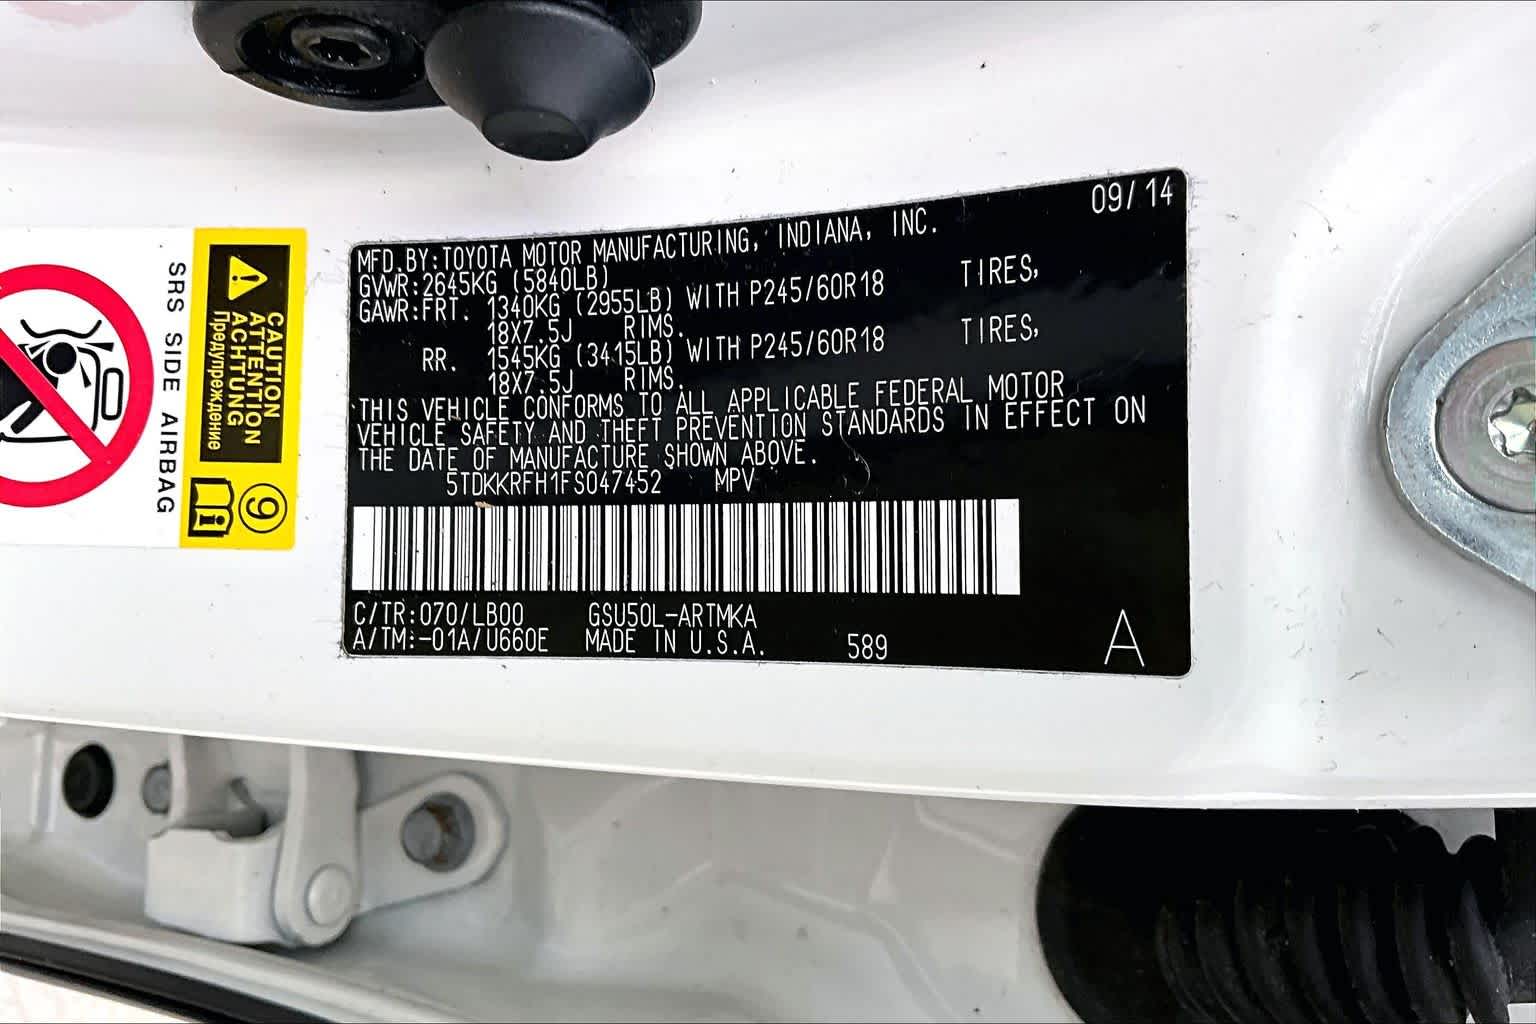 SRS SIDE AIRBAG
CAUTION
ATTENTION
ACHTUNG
Предупреждение
9
09/14
MFD.BY:TOYOTA MOTOR MANUFACTURING, INDIANA, INC.
GVWR:2645KG (5840LB)
GAWR:FRT. 1340KG (2955LB) WITH P245/60R18 TIRES,
18X7.5J RIMS.
RR. 1545KG (3415LB) WITH P245/60R18 TIRES,
18X7.5J RIMS.
THIS VEHICLE CONFORMS TO ALL APPLICABLE FEDERAL MOTOR
VEHICLE SAFETY AND THEFT PREVENTION STANDARDS IN EFFECT ON
THE DATE OF MANUFACTURE SHOWN ABOVE.
5TDKKRFH1FS047452 MPV
C/TR:070/LB00 GSU50L-ARTMKA
A/TM:-01A/U660E MADE IN U.S.A. 589 A